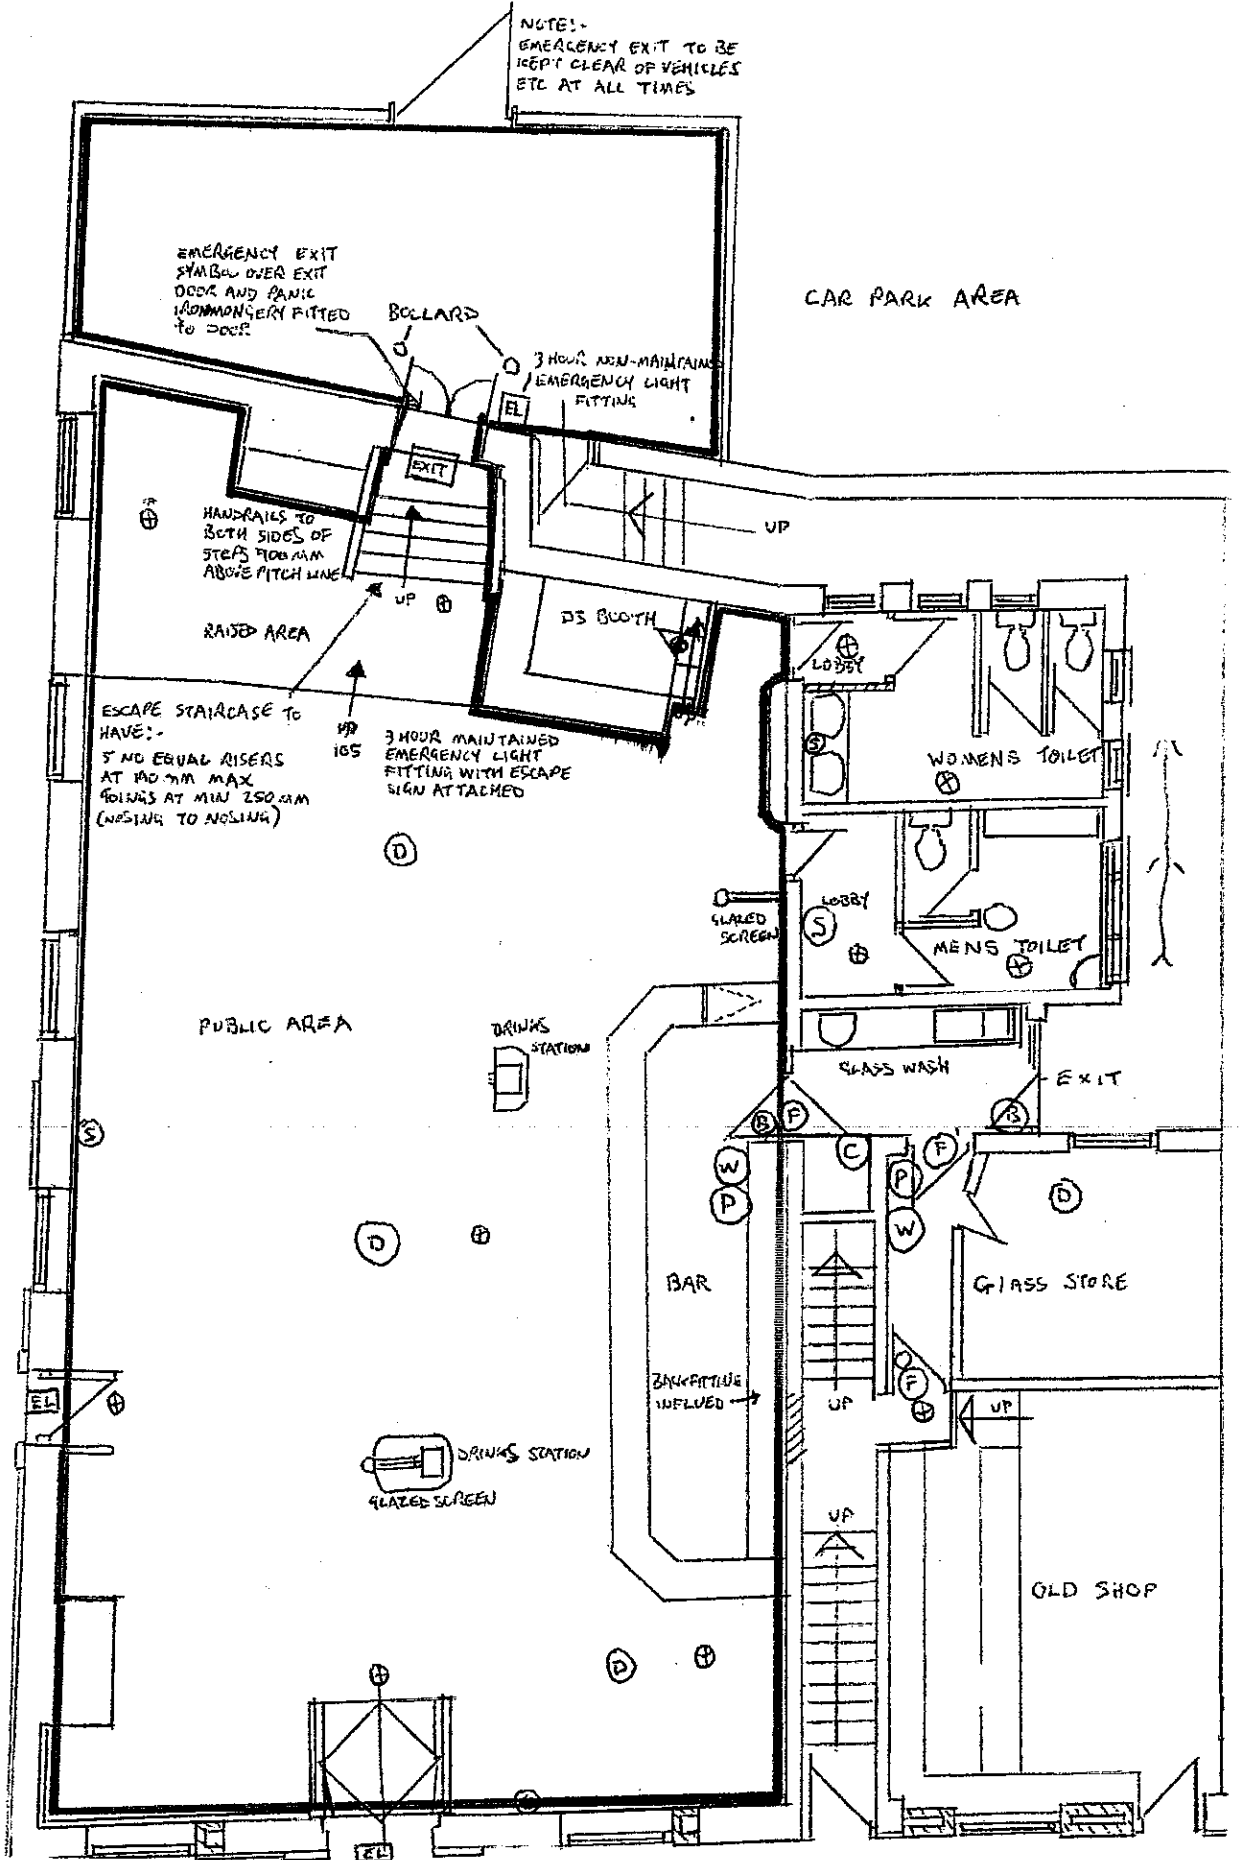 NOTE:-
EMERGENCY EXIT TO BE
KEPT CLEAR OF VEHICLES
ETC AT ALL TIMES
CAR PARK AREA
EMERGENCY EXIT
SYMBOL OVER EXIT
DOOR AND PANIC
IRONMONGERY FITTED
TO DOOR
BOLLARD
3 HOUR NON-MAINTAINED
EMERGENCY LIGHT
FITTING
EL
EXIT
HANDRAILS TO
BOTH SIDES OF
STEPS 900MM
ABOVE PITCH LINE
UP
UP
RAISED AREA
DJ BOOTH
LOBBY
ESCAPE STAIRCASE TO
HAVE:-
5 NO EQUAL RISERS
AT 190 MM MAX
GOINGS AT MIN 250 MM
(NOSING TO NOSING)
UP
165
3 HOUR MAINTAINED
EMERGENCY LIGHT
FITTING WITH ESCAPE
SIGN ATTACHED
S
WOMENS TOILET
D
GLAZED
SCREEN
LOBBY
S
MENS TOILET
PUBLIC AREA
DRINKS
STATION
GLASS WASH
EXIT
S
B
F
B
C
F
W
P
P
W
D
D
BAR
GLASS STORE
BACKFITTING
INFLUED
UP
F
UP
EL
DRINKS STATION
GLAZED SCREEN
UP
OLD SHOP
D
EL